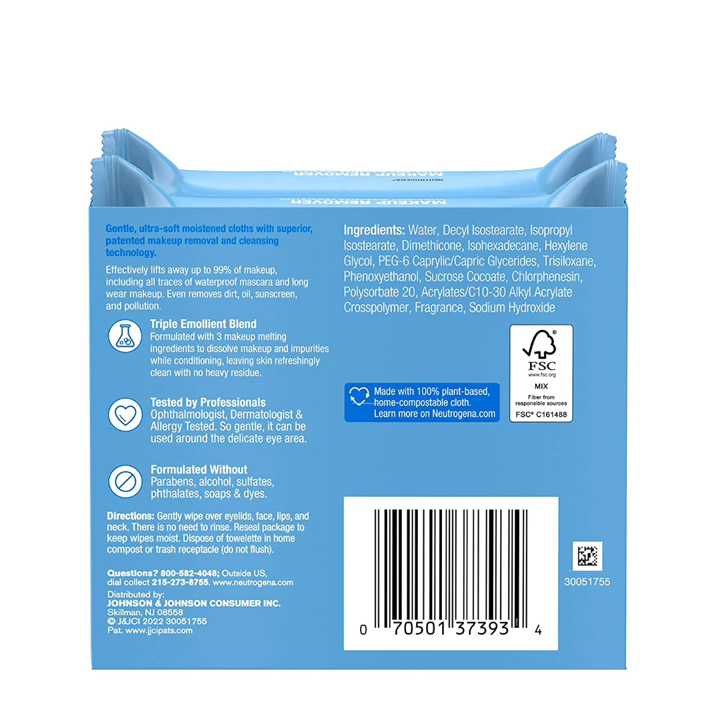 NEUTROGENA®
MAKEUP REMOVER
MAKEUP REMOVER
Gentle, ultra-soft moistened cloths with superior,
patented makeup removal and cleansing
technology.
Effectively lifts away up to 99% of makeup,
including all traces of waterproof mascara and long
wear makeup. Even removes dirt, oil, sunscreen,
and pollution.
Triple Emollient Blend
Formulated with 3 makeup melting
ingredients to dissolve makeup and impurities
while conditioning, leaving skin refreshingly
clean with no heavy residue.
Tested by Professionals
Ophthalmologist, Dermatologist &
Allergy Tested. So gentle, it can be
used around the delicate eye area.
Formulated Without
Parabens, alcohol, sulfates,
phthalates, soaps & dyes.
Directions: Gently wipe over eyelids, face, lips, and
neck. There is no need to rinse. Reseal package to
keep wipes moist. Dispose of towelette in home
compost or trash receptacle (do not flush).
Questions? 800-582-4048; Outside US,
dial collect 215-273-8755. www.neutrogena.com
Distributed by:
JOHNSON & JOHNSON CONSUMER INC.
Skillman, NJ 08558
© J&JCI 2022 30051755
Pat. www.jjcipats.com
Ingredients: Water, Decyl Isostearate, Isopropyl
Isostearate, Dimethicone, Isohexadecane, Hexylene
Glycol, PEG-6 Caprylic/Capric Glycerides, Trisiloxane,
Phenoxyethanol, Sucrose Cocoate, Chlorphenesin,
Polysorbate 20, Acrylates/C10-30 Alkyl Acrylate
Crosspolymer, Fragrance, Sodium Hydroxide
Made with 100% plant-based,
home-compostable cloth.
Learn more on Neutrogena.com
FSC
www.fsc.org
MIX
Fiber from
responsible sources
FSC® C161488
30051755
0 70501 37393 4